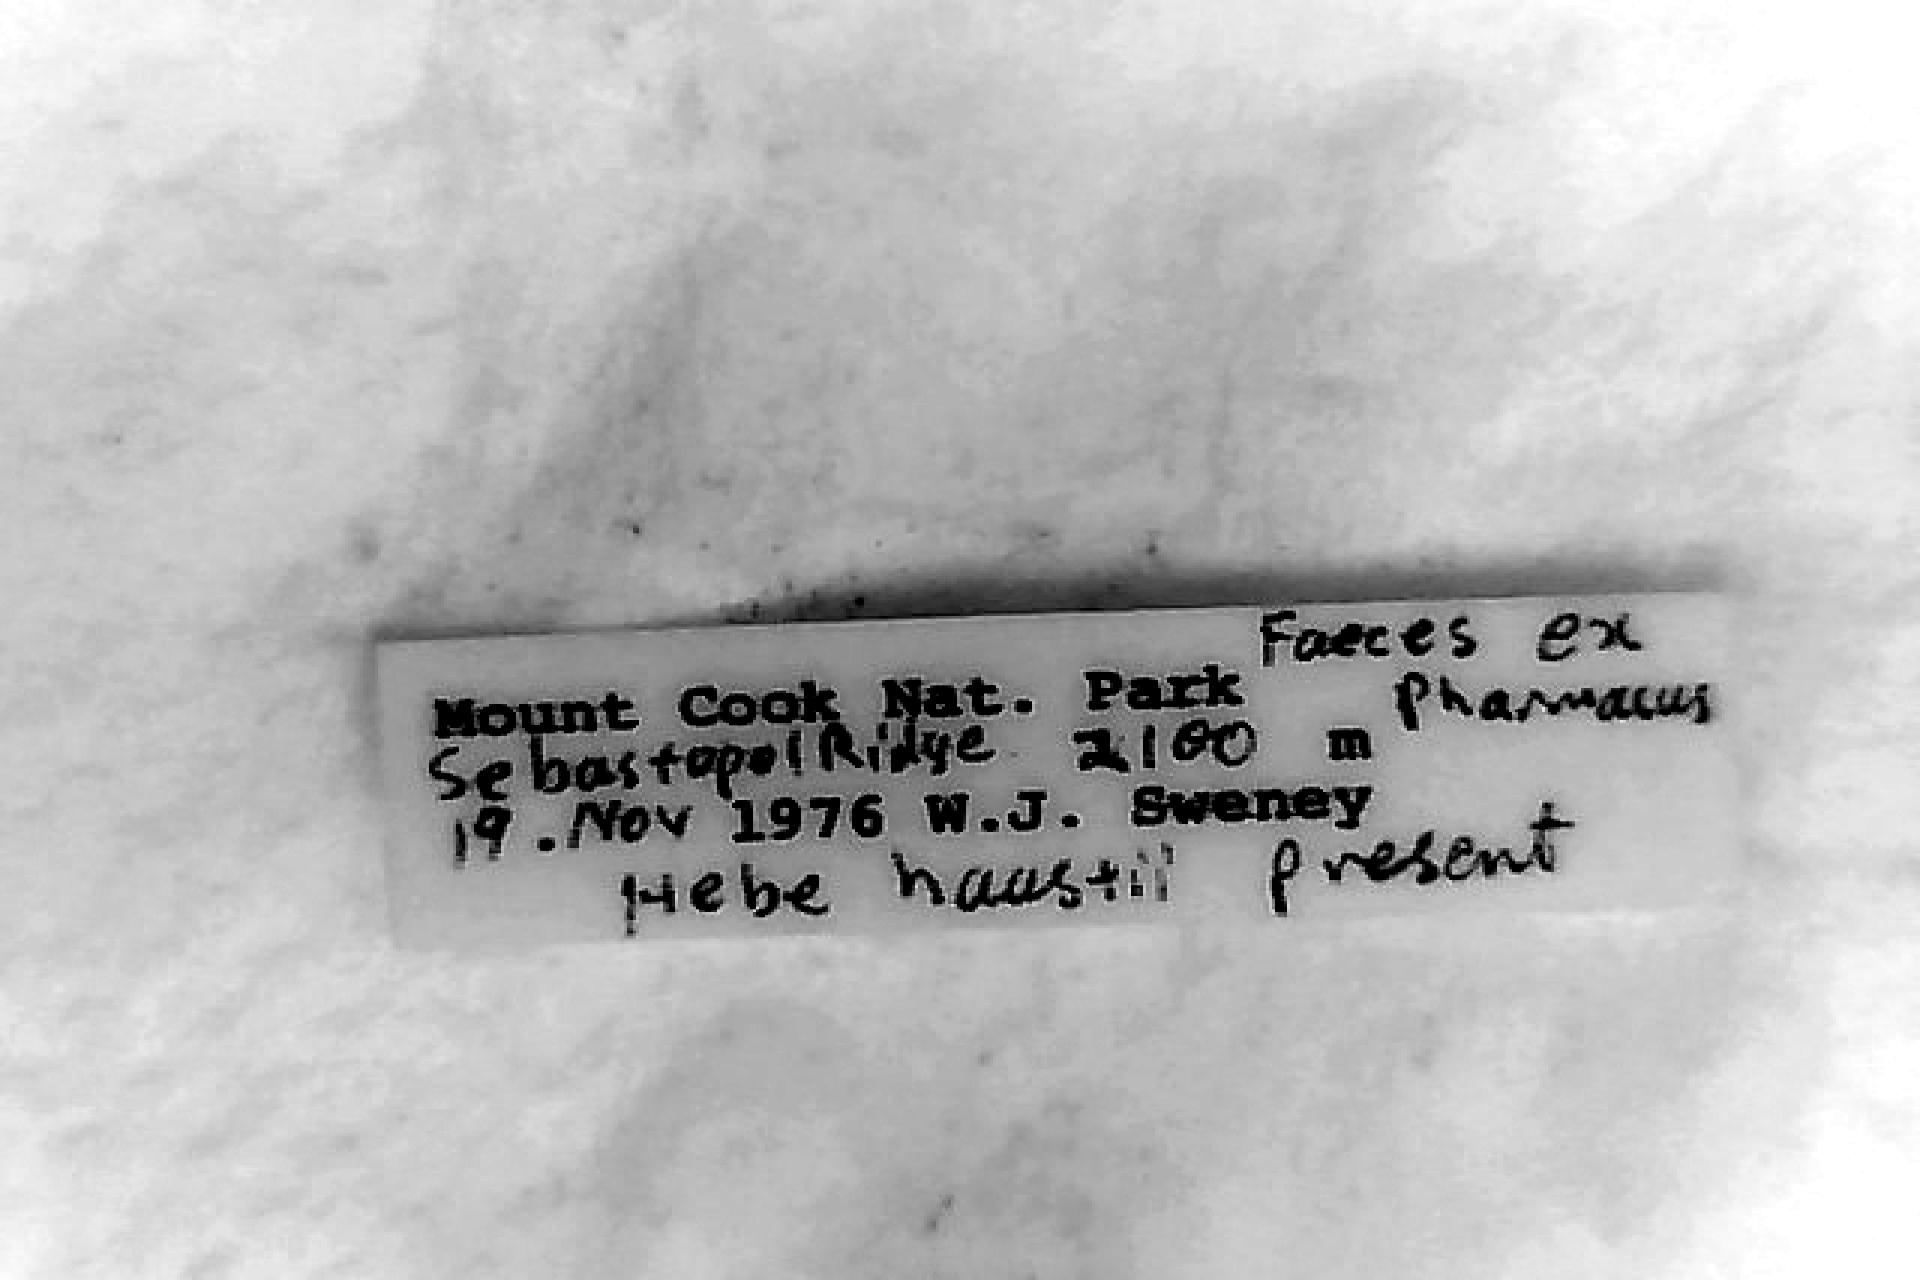 Faeces ex
Mount Cook Nat. Park Pharmacus
Sebastopol Ridge 2100 m
19.Nov 1976 W.J. Sweney
Hebe haastii present